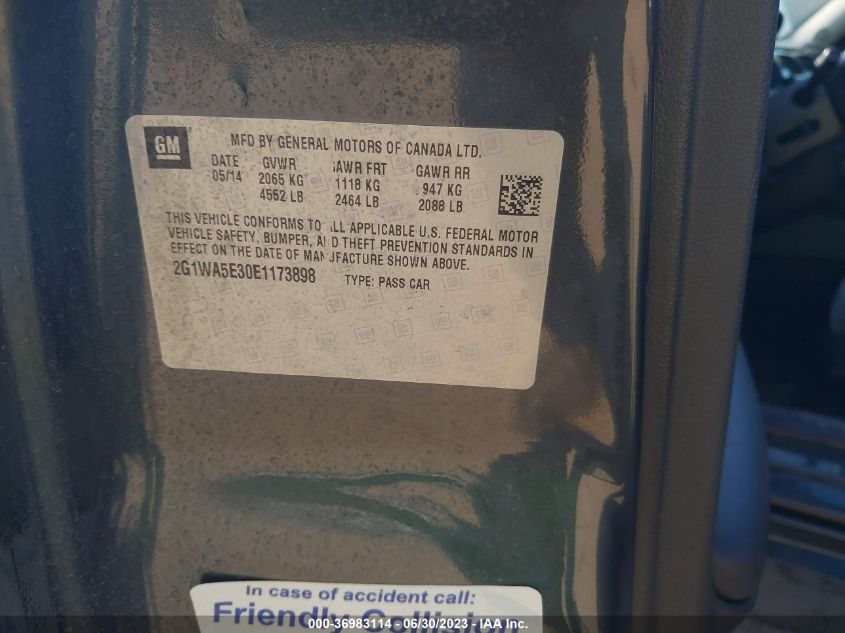 GM
MFD BY GENERAL MOTORS OF CANADA LTD.
DATE GVWR GAWR FRT GAWR RR
05/14 2065 KG 1118 KG 947 KG
4552 LB 2464 LB 2088 LB
THIS VEHICLE CONFORMS TO ALL APPLICABLE U.S. FEDERAL MOTOR
VEHICLE SAFETY, BUMPER, AND THEFT PREVENTION STANDARDS IN
EFFECT ON THE DATE OF MANUFACTURE SHOWN ABOVE.
2G1WA5E30E1173898 TYPE: PASS CAR
In case of accident call:
Friendly Collision
000-36983114 - 06/30/2023 - IAA Inc.